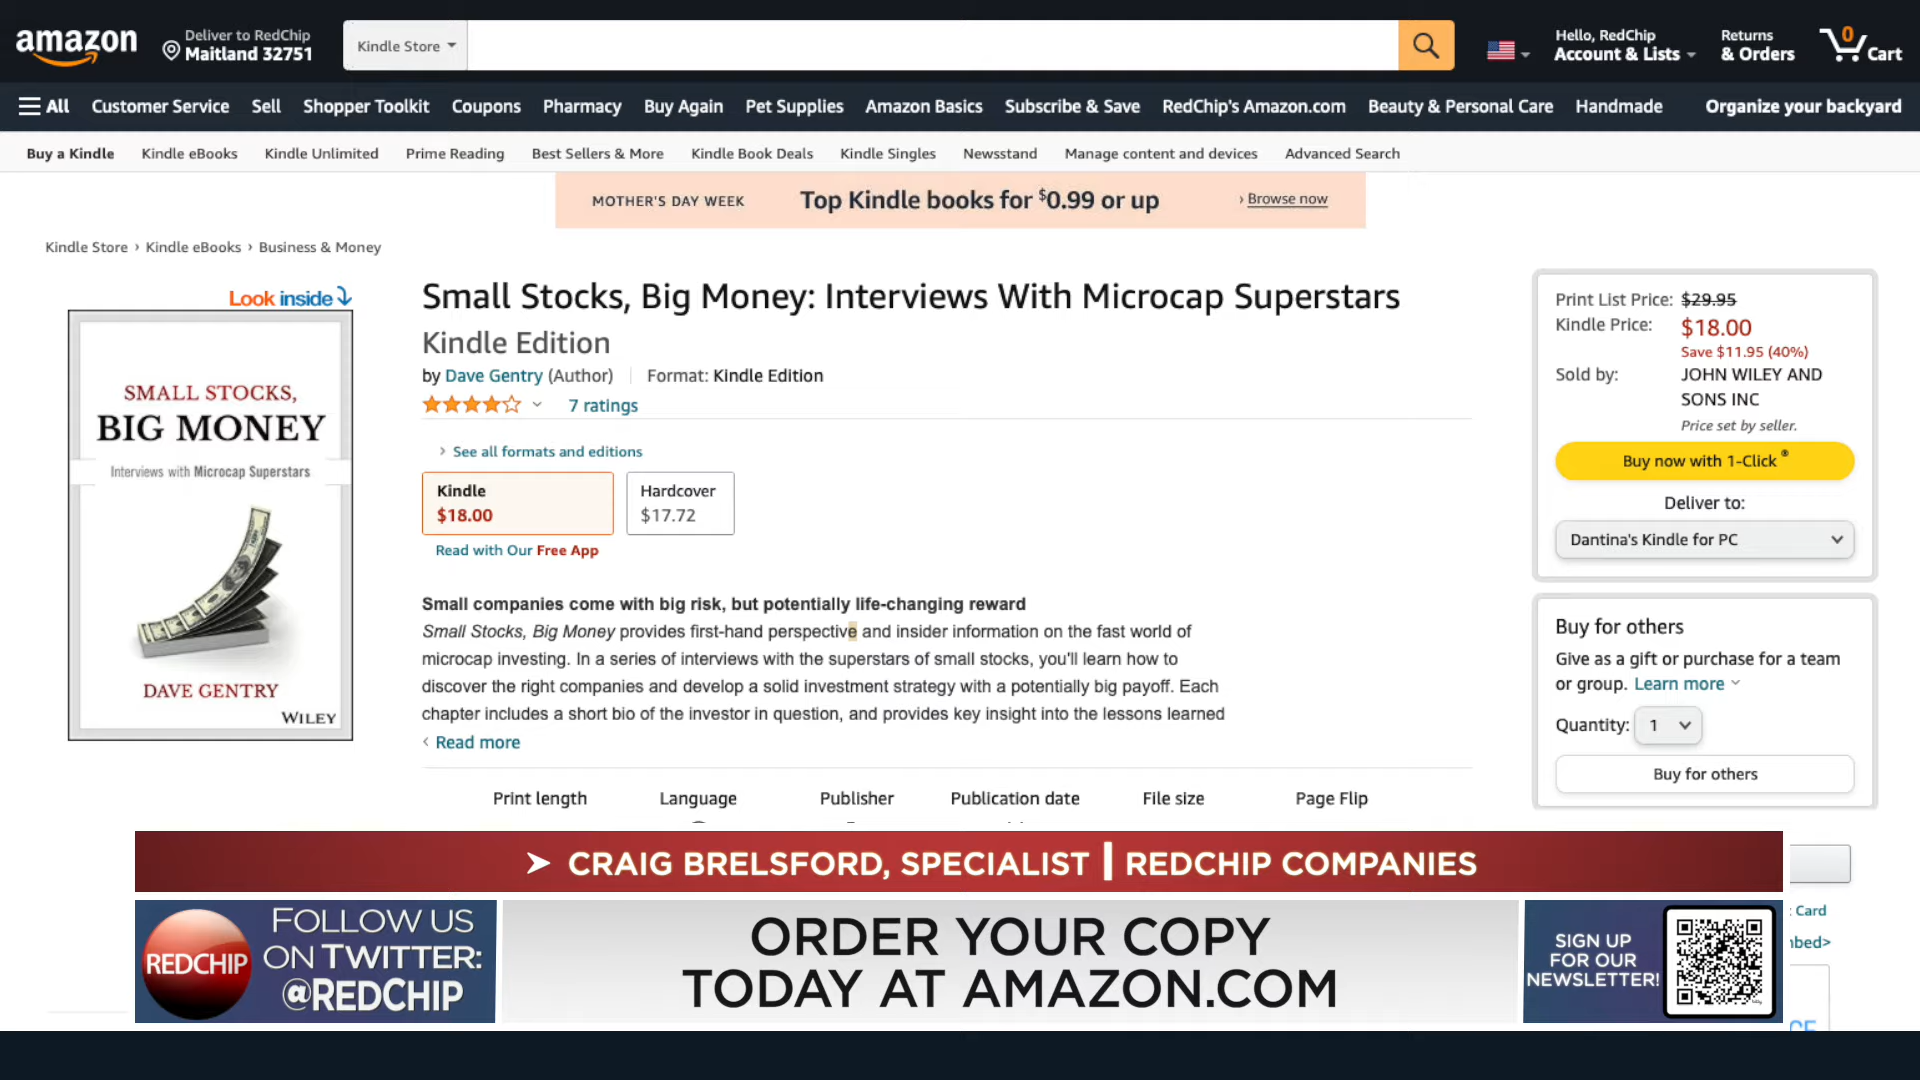 amazon
Deliver to RedChip
Maitland 32751
Kindle Store
Hello, RedChip
Account & Lists
Returns
& Orders
0
Cart
All Customer Service Sell Shopper Toolkit Coupons Pharmacy Buy Again Pet Supplies Amazon Basics Subscribe & Save RedChip's Amazon.com Beauty & Personal Care Handmade Organize your backyard
Buy a Kindle Kindle eBooks Kindle Unlimited Prime Reading Best Sellers & More Kindle Book Deals Kindle Singles Newsstand Manage content and devices Advanced Search
MOTHER'S DAY WEEK Top Kindle books for $0.99 or up › Browse now
Kindle Store › Kindle eBooks › Business & Money
Look inside
SMALL STOCKS,
BIG MONEY
Interviews with Microcap Superstars
DAVE GENTRY
WILEY
Small Stocks, Big Money: Interviews With Microcap Superstars
Kindle Edition
by Dave Gentry (Author) Format: Kindle Edition
7 ratings
› See all formats and editions
Kindle
$18.00
Hardcover
$17.72
Read with Our Free App
Small companies come with big risk, but potentially life-changing reward
Small Stocks, Big Money provides first-hand perspective and insider information on the fast world of
microcap investing. In a series of interviews with the superstars of small stocks, you'll learn how to
discover the right companies and develop a solid investment strategy with a potentially big payoff. Each
chapter includes a short bio of the investor in question, and provides key insight into the lessons learned
‹ Read more
Print length Language Publisher Publication date File size Page Flip
Print List Price: $29.95
Kindle Price: $18.00
Save $11.95 (40%)
Sold by: JOHN WILEY AND
SONS INC
Price set by seller.
Buy now with 1-Click ®
Deliver to:
Dantina's Kindle for PC
Buy for others
Give as a gift or purchase for a team
or group. Learn more
Quantity: 1
Buy for others
Card
CRAIG BRELSFORD, SPECIALIST | REDCHIP COMPANIES
REDCHIP
FOLLOW US
ON TWITTER:
@REDCHIP
ORDER YOUR COPY
TODAY AT AMAZON.COM
SIGN UP
FOR OUR
NEWSLETTER!